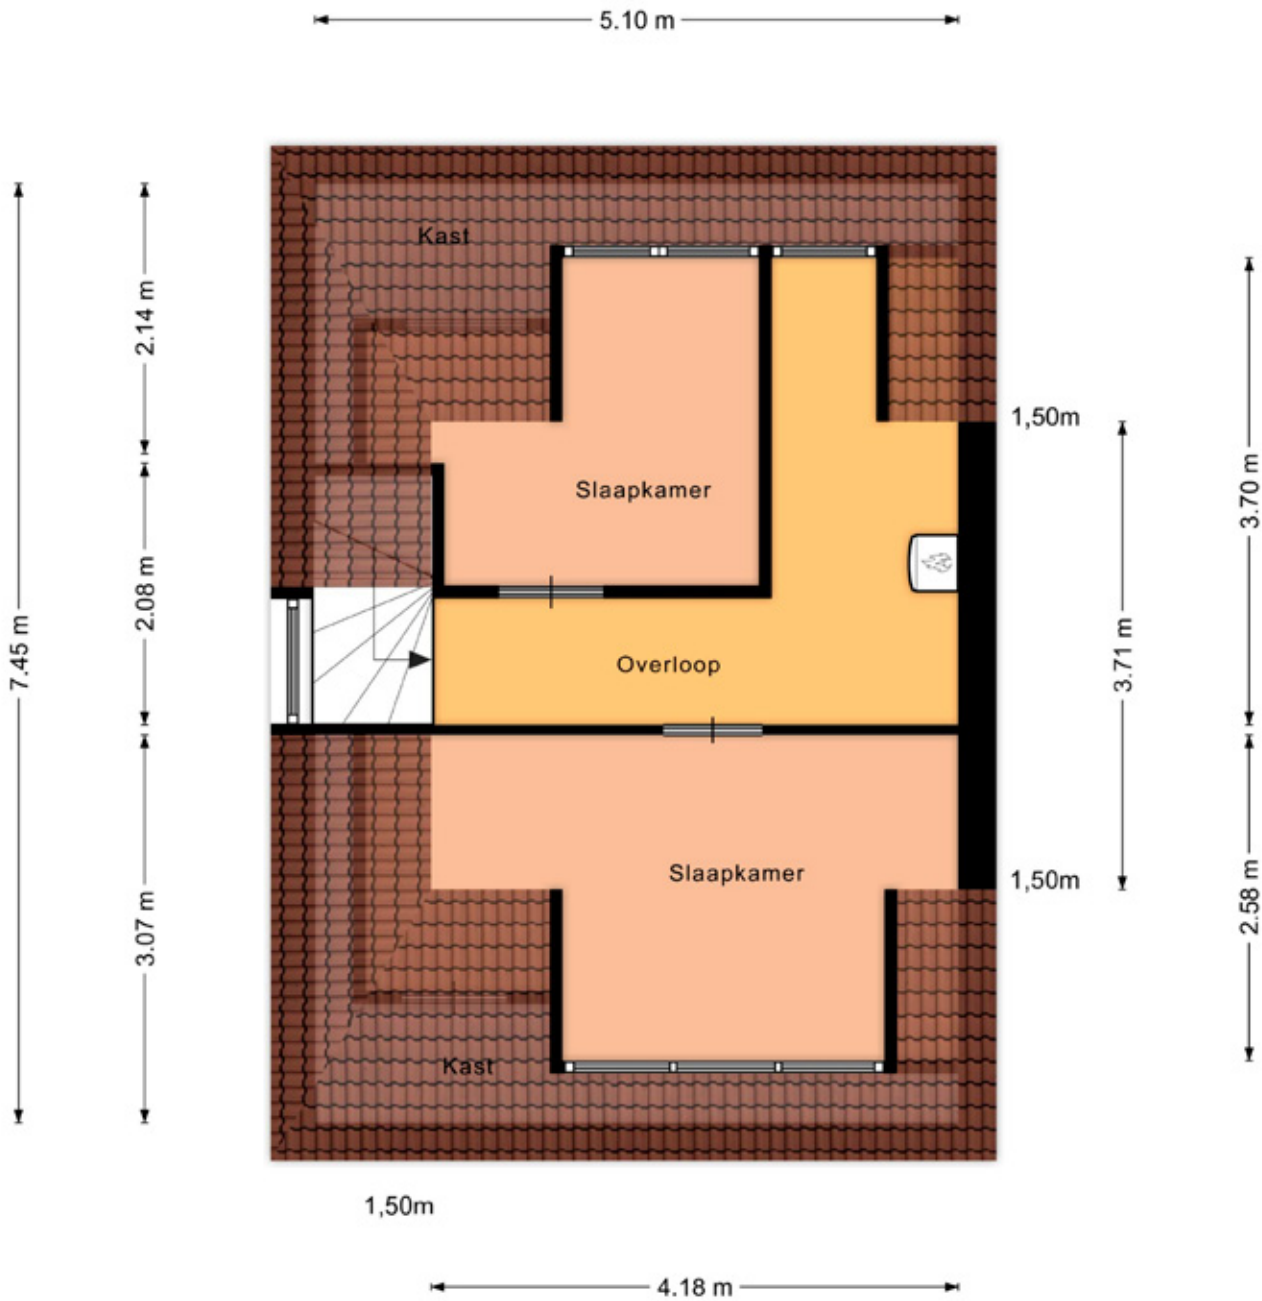 5.10 m
Kast
2.14 m
1,50m
3.70 m
Slaapkamer
2.08 m
7.45 m
3.71 m
Overloop
Slaapkamer
1,50m
2.58 m
3.07 m
Kast
1,50m
4.18 m